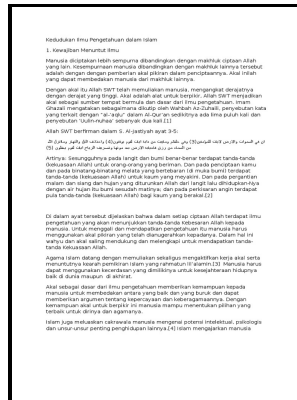 Kedudukan Ilmu Pengetahuan dalam Islam
1. Kewajiban Menuntut Ilmu
Manusia diciptakan lebih sempurna dibandingkan dengan makhluk ciptaan Allah
yang lain. Kesempurnaan manusia dibandingkan dengan makhluk lainnya tersebut
adalah dengan dengan pemberian akal pikiran dalam penciptaannya. Akal inilah
yang dapat membedakan manusia dari makhluk lainnya.
Dengan akal itu Allah SWT telah memuliakan manusia, mengangkat derajatnya
dengan derajat yang tinggi. Akal adalah alat untuk berpikir. Allah SWT menjadikan
akal sebagai sumber tempat bermula dan dasar dari ilmu pengetahuan. Imam
Ghazali mengatakan sebagaimana dikutip oleh Wahbah Az-Zuhaili, penyebutan kata
yang terkait dengan "al-'aqlu" dalam Al-Qur'an sedikitnya ada lima puluh kali dan
penyebutan "Uulin-nuhaa" sebanyak dua kali.[1]
Allah SWT berfirman dalam S. Al-Jastiyah ayat 3-5:
Artinya: Sesungguhnya pada langit dan bumi benar-benar terdapat tanda-tanda
(kekuasaan Allah) untuk orang-orang yang beriman. Dan pada penciptaan kamu
dan pada binatang-binatang melata yang bertebaran (di muka bumi) terdapat
tanda-tanda (kekuasaan Allah) untuk kaum yang meyakini. Dan pada pergantian
malam dan siang dan hujan yang diturunkan Allah dari langit lalu dihidupkan-Nya
dengan air hujan itu bumi sesudah matinya; dan pada perkisaran angin terdapat
pula tanda-tanda (kekuasaan Allah) bagi kaum yang berakal.[2]
Di dalam ayat tersebut dijelaskan bahwa dalam setiap ciptaan Allah terdapat ilmu
pengetahuan yang akan menunjukkan tanda-tanda Kebesaran Allah kepada
manusia. Untuk menggali dan mendapatkan pengetahuan itu manusia harus
menggunakan akal pikiran yang telah dianugerahkan kepadanya. Dalam hal ini
wahyu dan akal saling mendukung dan melengkapi untuk mendapatkan tanda-
tanda Kekuasaan Allah.
Agama Islam datang dengan memuliakan sekaligus mengaktifkan kerja akal serta
menuntutnya kearah pemikiran Islam yang rahmatun lil'alamin.[3] Manusia harus
dapat menggunakan kecerdasan yang dimilikinya untuk kesejahteraan hidupnya
baik di dunia maupun di akhirat.
Akal sebagai dasar dari ilmu pengetahuan memberikan kemampuan kepada
manusia untuk membedakan antara yang baik dan yang buruk dan dapat
memberikan argumen tentang kepercayaan dan keberagamaannya. Dengan
kemampuan akal untuk berpikir ini manusia mampu menentukan pilihan yang
terbaik untuk dirinya dan agamanya.
Islam juga meluaskan cakrawala manusia mengenai potensi intelektual, psikologis
dan unsur-unsur penting penghidupan lainnya.[4] Islam mengajarkan manusia